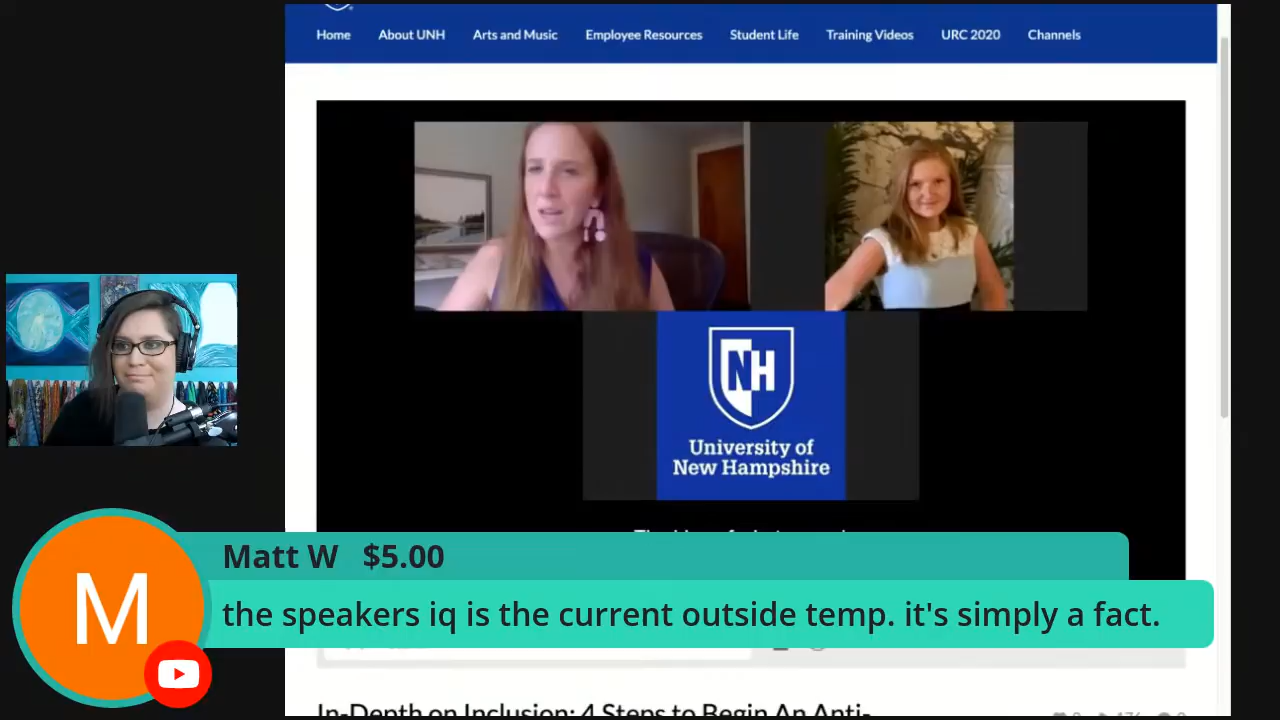 Home About UNH Arts and Music Employee Resources Student Life Training Videos URC 2020 Channels
NH
University of
New Hampshire
Matt W $5.00
M
the speakers iq is the current outside temp. it's simply a fact.
In-Depth on Inclusion: 4 Steps to Begin An Anti-